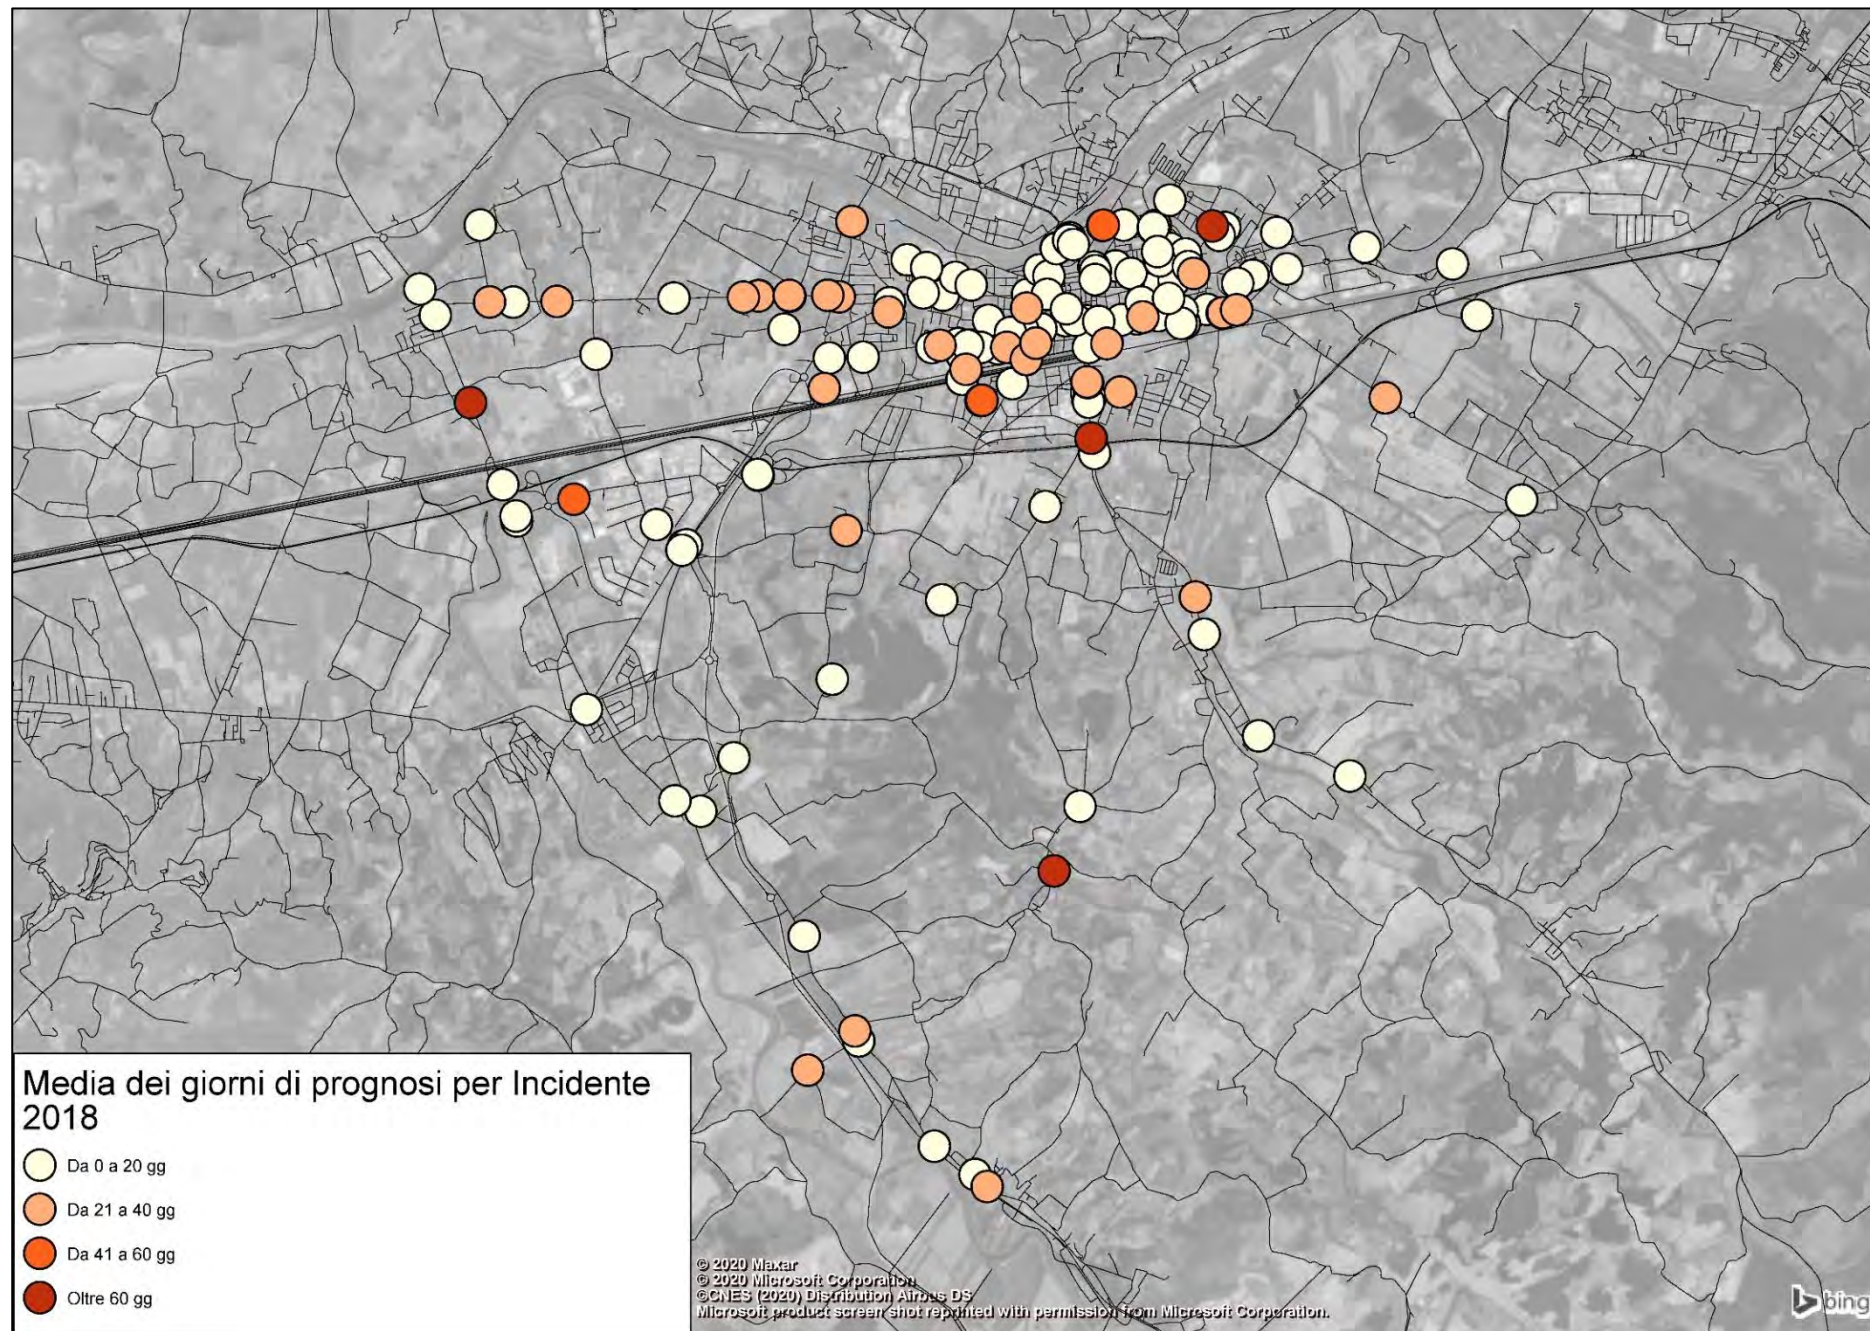 Media dei giorni di prognosi per Incidente
2018
Da 0 a 20 gg
Da 21 a 40 gg
Da 41 a 60 gg
Oltre 60 gg
© 2020 Maxar
© 2020 Microsoft Corporation
©CNES (2020) Distribution Airbus DS
Microsoft product screen shot reprinted with permission from Microsoft Corporation.
bing